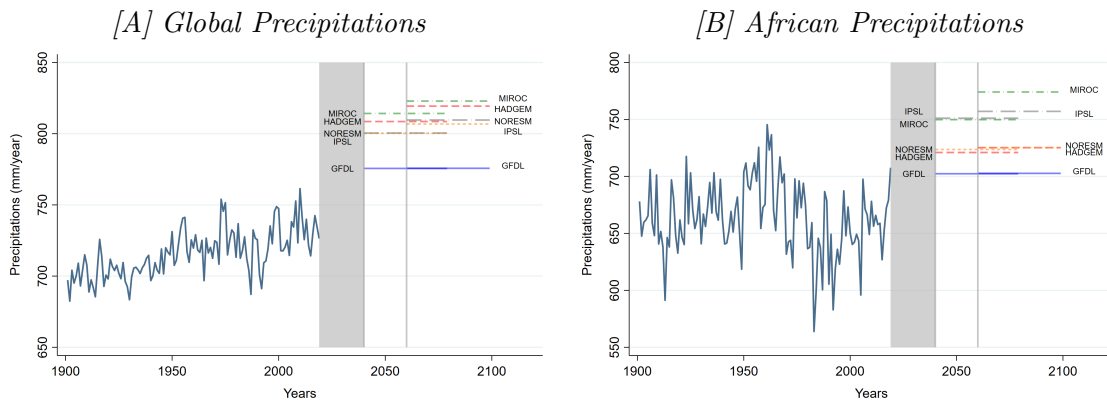 [A] Global Precipitations
Precipitations (mm/year)
850
800
750
700
650
MIROC
HADGEM
NORESM
IPSL
GFDL
MIROC
HADGEM
NORESM
IPSL
GFDL
1900
1950
2000
2050
2100
Years
[B] African Precipitations
Precipitations (mm/year)
800
750
700
650
600
550
IPSL
MIROC
NORESM
HADGEM
GFDL
MIROC
IPSL
NORESM
HADGEM
GFDL
1900
1950
2000
2050
2100
Years